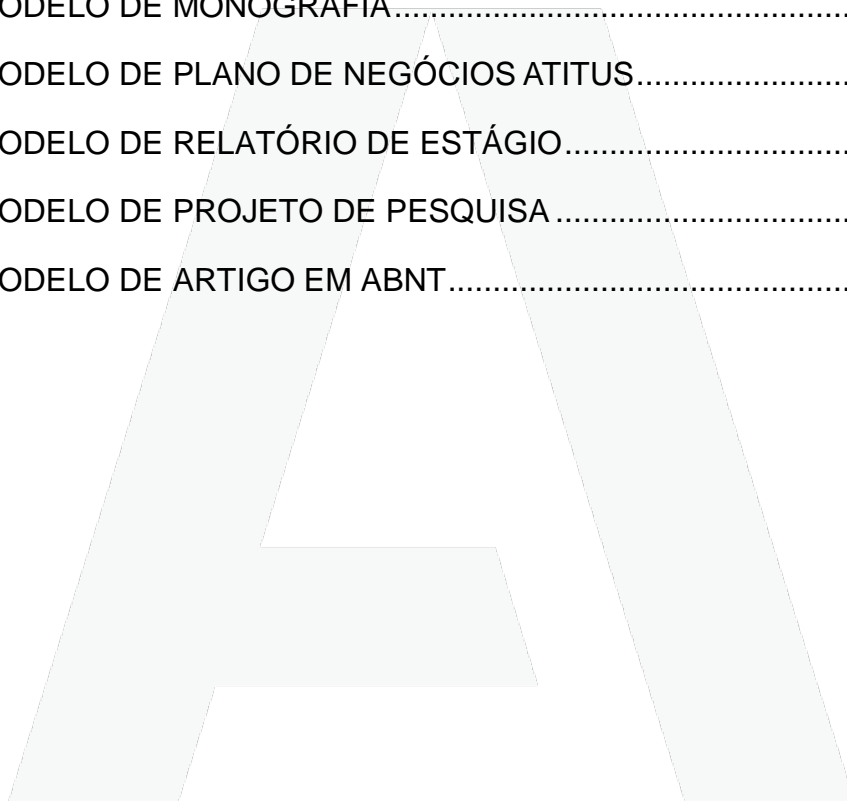 ODELO DE MONOGRAFIA........................................................
ODELO DE PLANO DE NEGÓCIOS ATITUS........................
ODELO DE RELATÓRIO DE ESTÁGIO................................
ODELO DE PROJETO DE PESQUISA .................................
ODELO DE ARTIGO EM ABNT.............................................